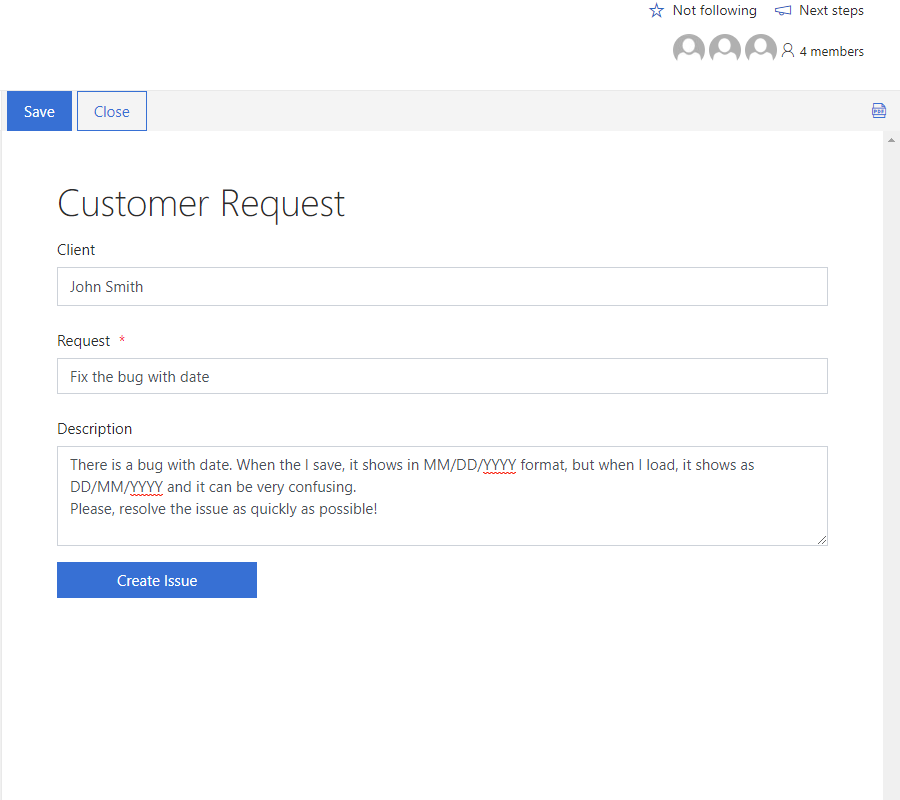 Not following Next steps
4 members
Save Close
PDF
Customer Request
Client
John Smith
Request *
Fix the bug with date
Description
There is a bug with date. When the I save, it shows in MM/DD/YYYY format, but when I load, it shows as
DD/MM/YYYY and it can be very confusing.
Please, resolve the issue as quickly as possible!
Create Issue